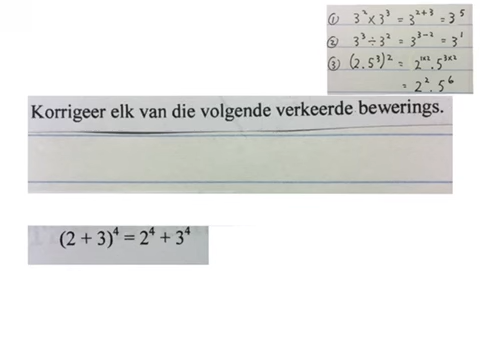 ① 3² × 3³ = 3²⁺³ = 3⁵
② 3³ ÷ 3² = 3³⁻² = 3¹
③ (2 . 5³)² = 2¹ˣ² . 5³ˣ²
= 2² . 5⁶
Korrigeer elk van die volgende verkeerde bewerings.
(2 + 3)⁴ = 2⁴ + 3⁴